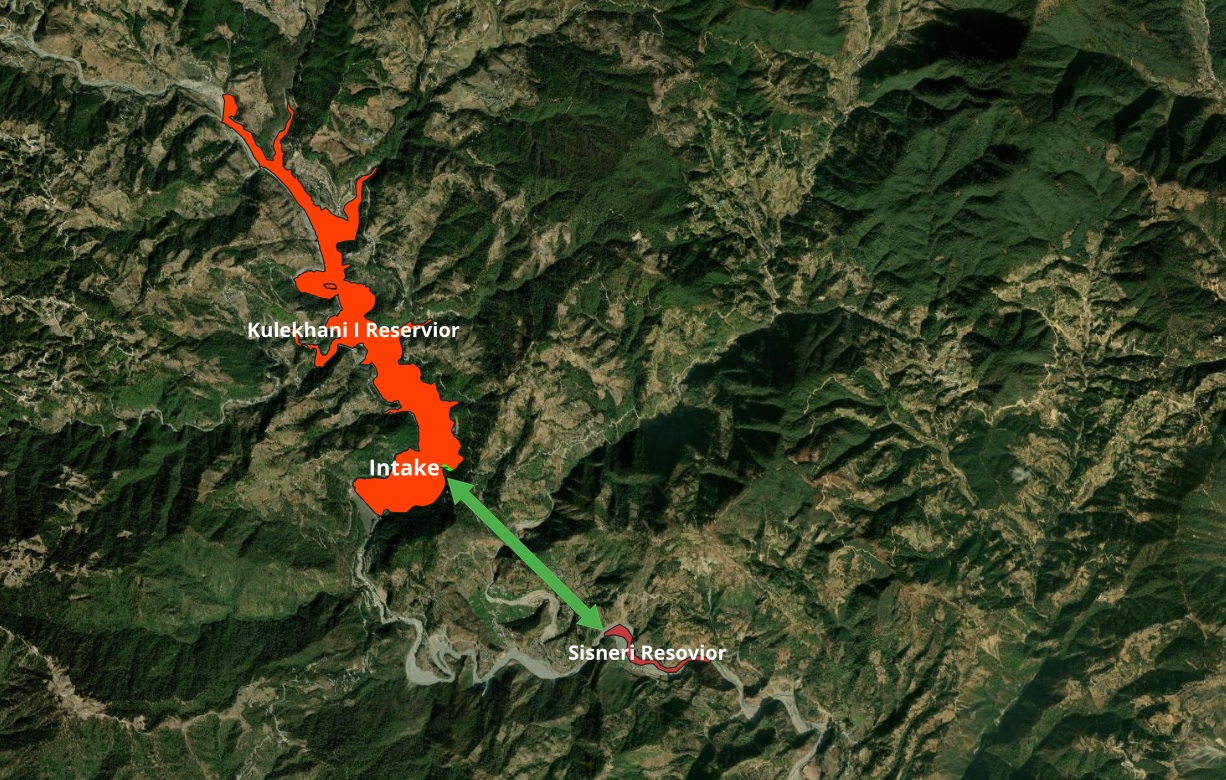 Kulekhani I Reservior
Intake
Sisneri Resovior